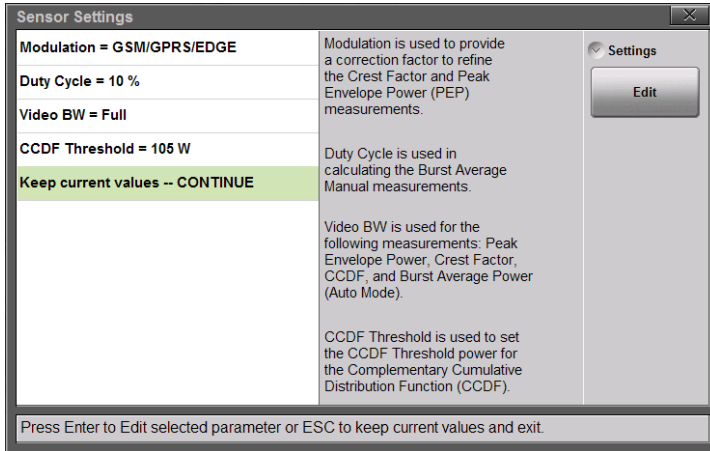 Sensor Settings
Modulation = GSM/GPRS/EDGE
Duty Cycle = 10 %
Video BW = Full
CCDF Threshold = 105 W
Keep current values -- CONTINUE
Modulation is used to provide
a correction factor to refine
the Crest Factor and Peak
Envelope Power (PEP)
measurements.
Duty Cycle is used in
calculating the Burst Average
Manual measurements.
Video BW is used for the
following measurements: Peak
Envelope Power, Crest Factor,
CCDF, and Burst Average Power
(Auto Mode).
CCDF Threshold is used to set
the CCDF Threshold power for
the Complementary Cumulative
Distribution Function (CCDF).
Settings
Edit
Press Enter to Edit selected parameter or ESC to keep current values and exit.